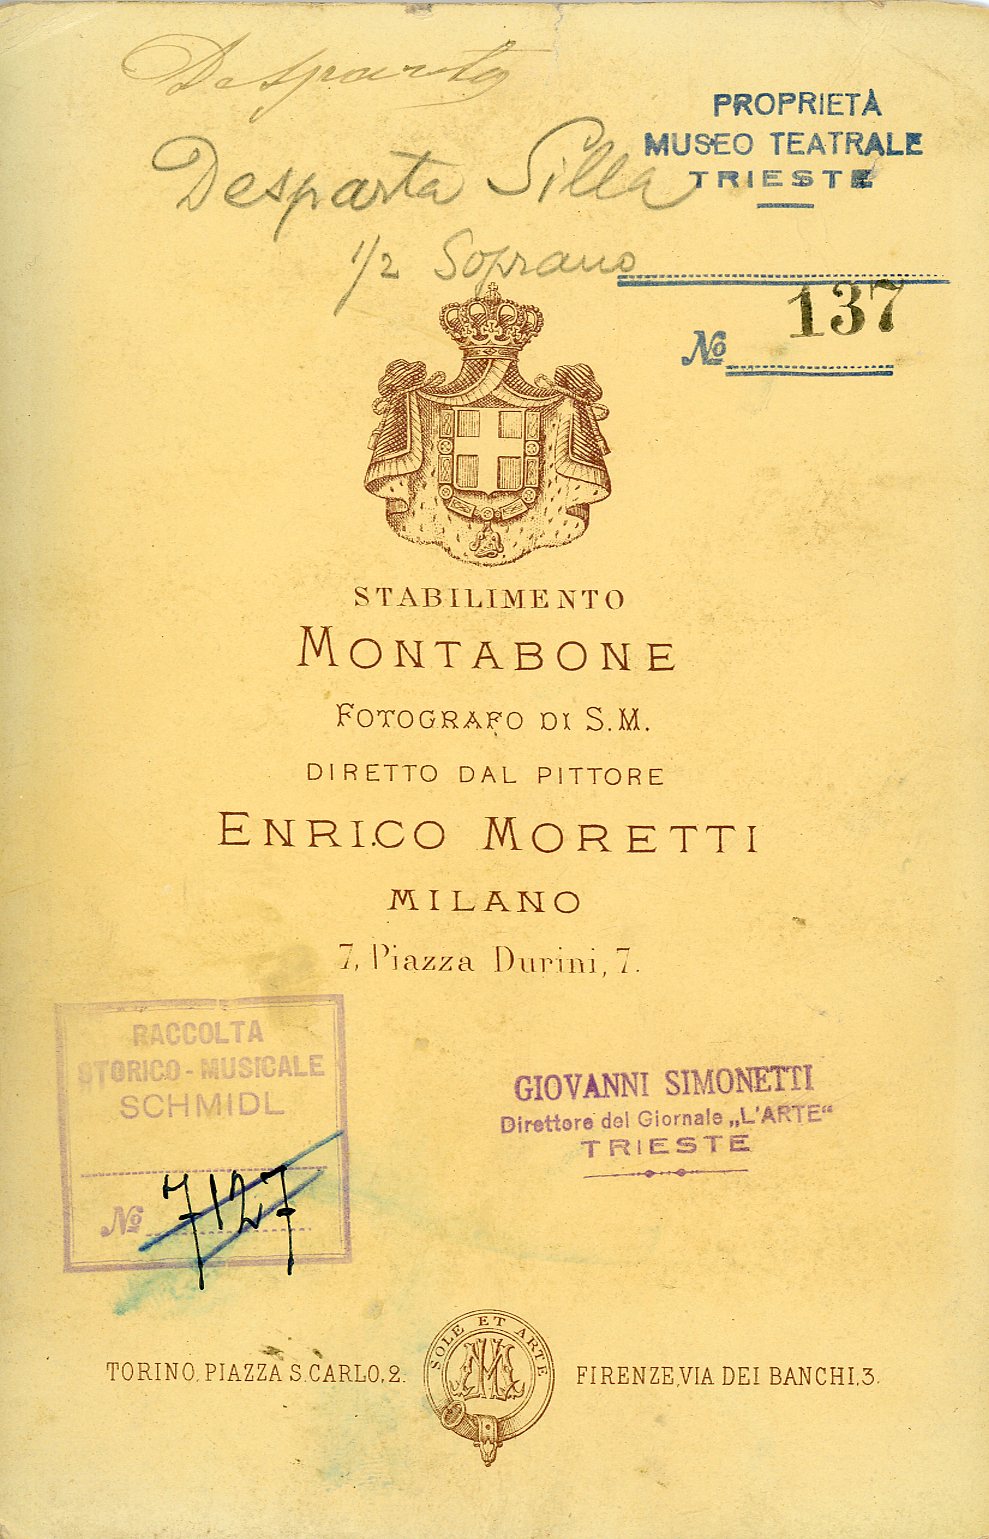 Desparta
Desparta Silla
1/2 Soprano
PROPRIETÀ
MUSEO TEATRALE
TRIESTE
No 137
STABILIMENTO
MONTABONE
FOTOGRAFO DI S.M.
DIRETTO DAL PITTORE
ENRICO MORETTI
MILANO
7, Piazza Durini, 7.
RACCOLTA
STORICO-MUSICALE
SCHMIDL
No 7127
GIOVANNI SIMONETTI
Direttore del Giornale „L'ARTE“
TRIESTE
TORINO, PIAZZA S. CARLO, 2.
SOLE ET ARTE
M
FIRENZE, VIA DEI BANCHI, 3.